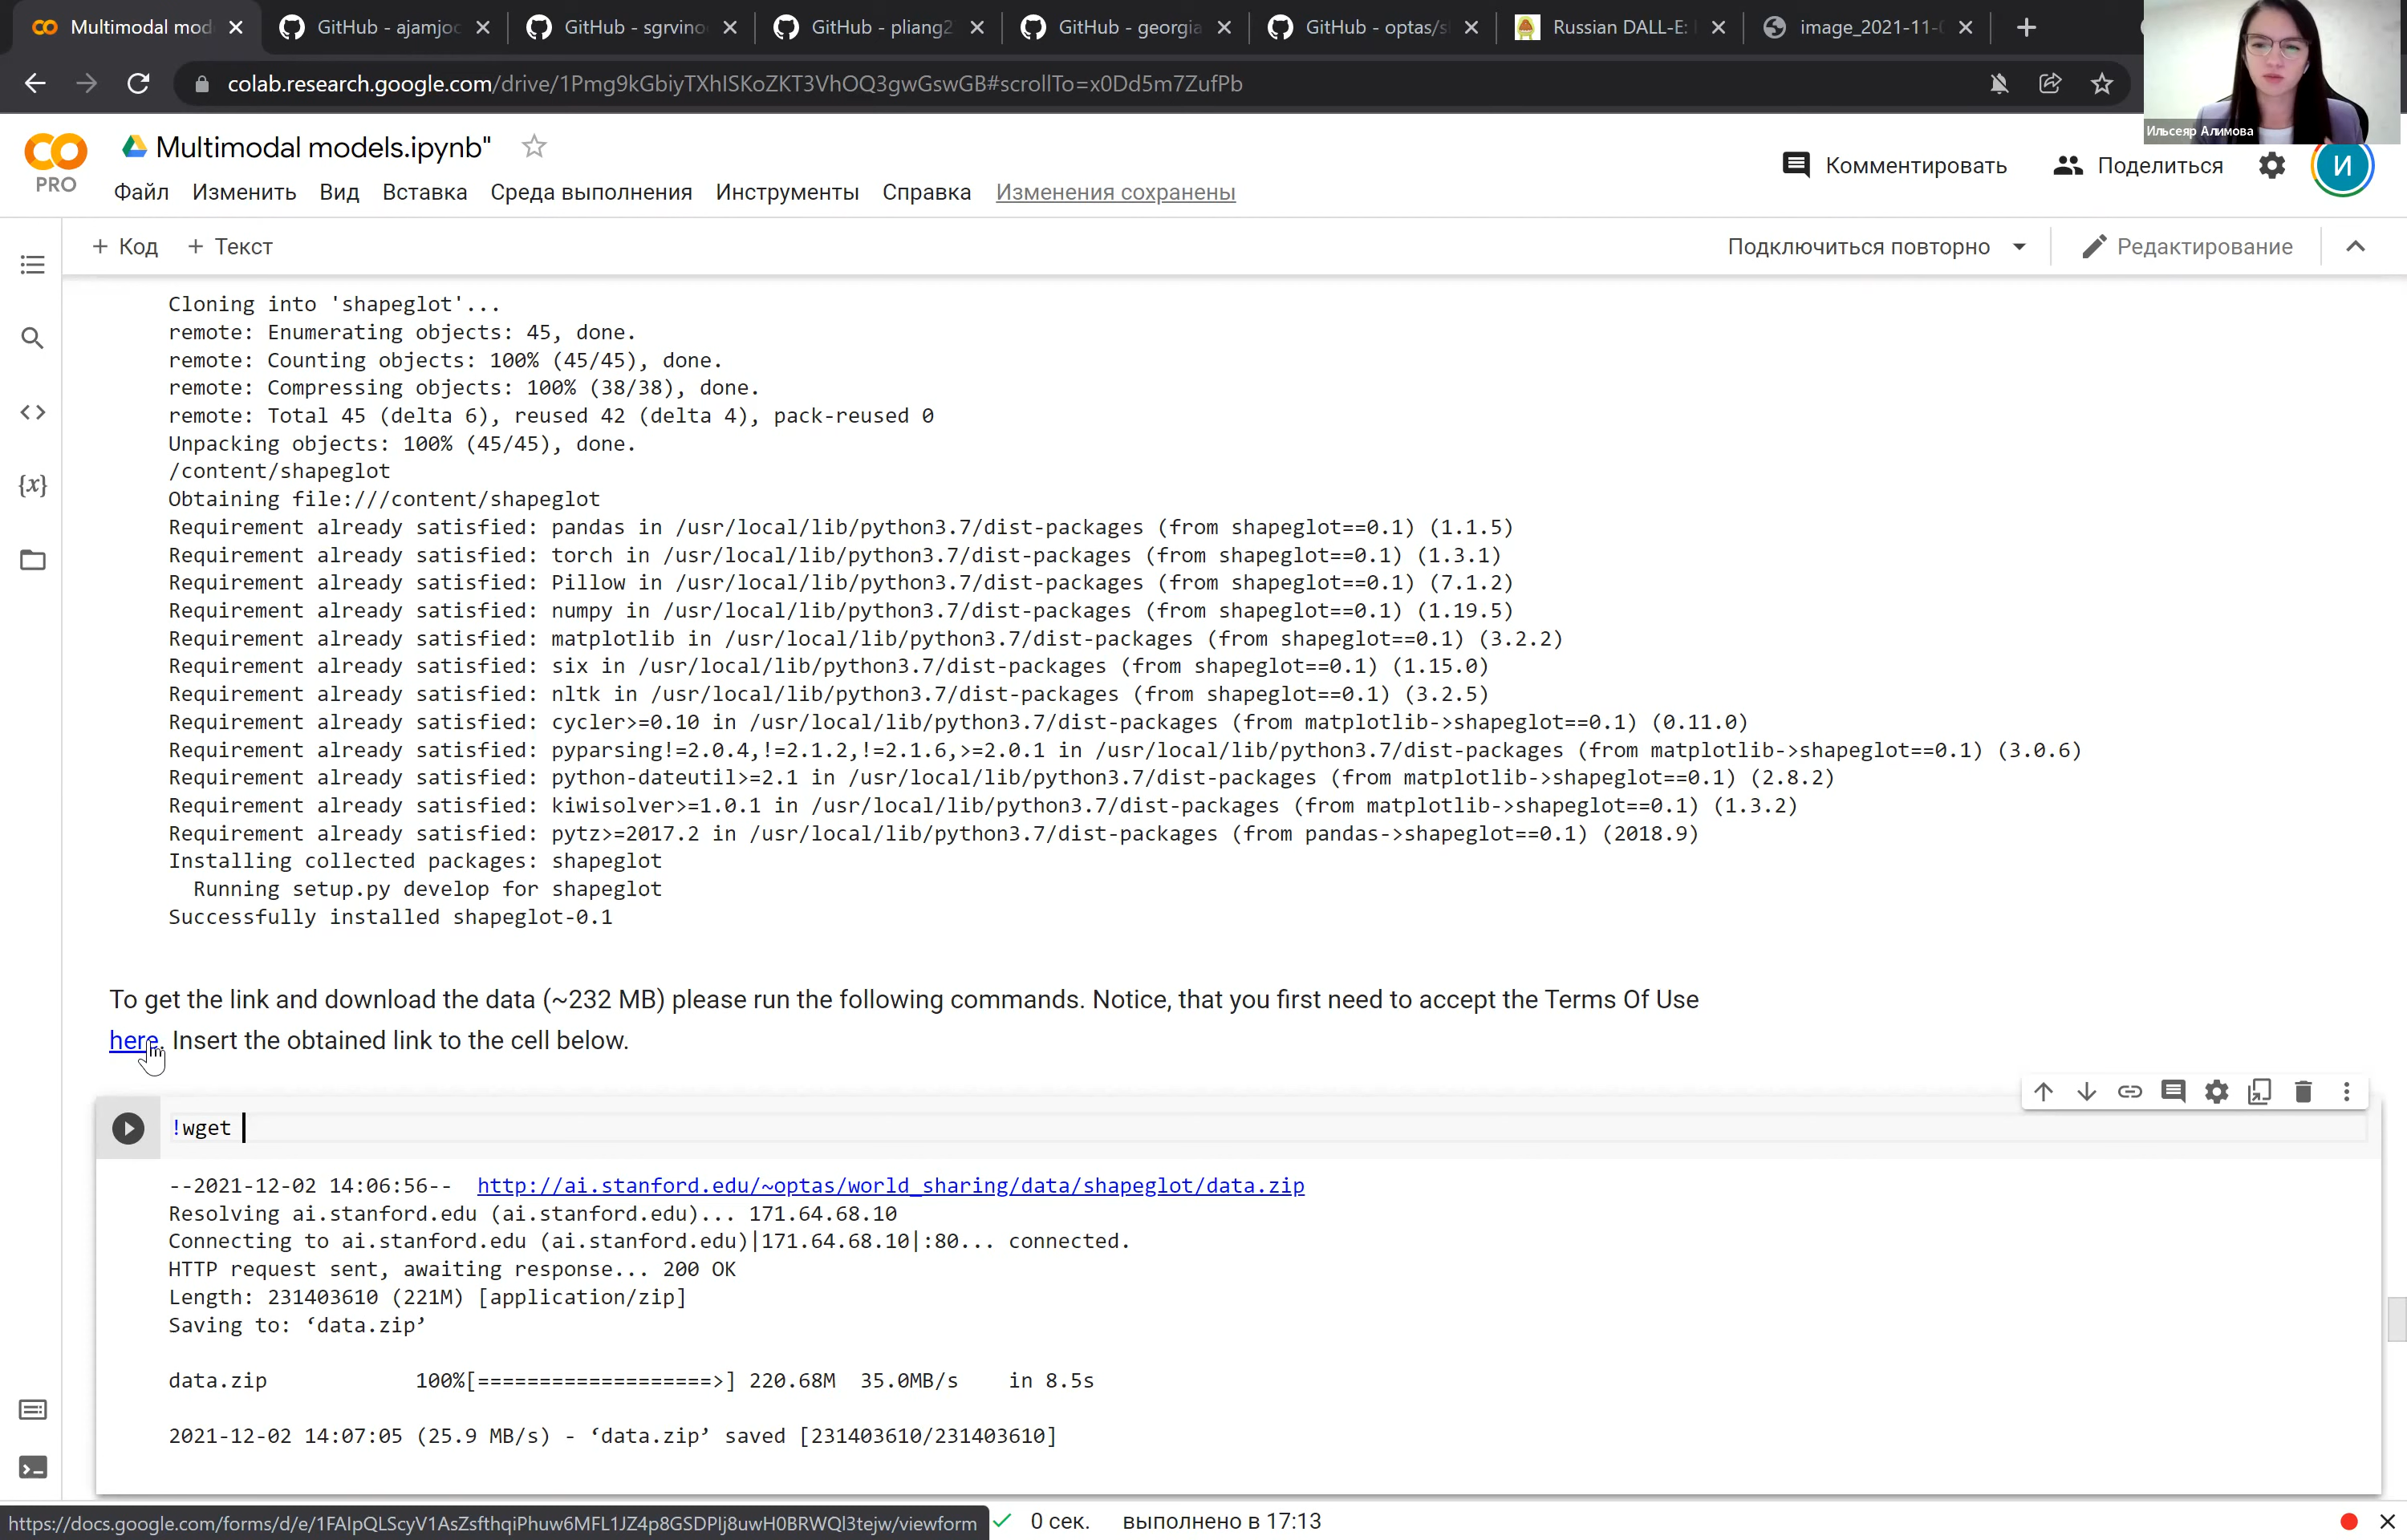 Multimodal mod
GitHub - ajamjoc
GitHub - sgrvino
GitHub - pliang2
GitHub - georgia
GitHub - optas/s
Russian DALL-E:
image_2021-11-
colab.research.google.com/drive/1Pmg9kGbiyTXhISKoZKT3VhOQ3gwGswGB#scrollTo=x0Dd5m7ZufPb
Ильсеяр Алимова
PRO
Multimodal models.ipynb"
Файл Изменить Вид Вставка Среда выполнения Инструменты Справка Изменения сохранены
Комментировать Поделиться И
+ Код + Текст
Подключиться повторно Редактирование
Cloning into 'shapeglot'...
remote: Enumerating objects: 45, done.
remote: Counting objects: 100% (45/45), done.
remote: Compressing objects: 100% (38/38), done.
remote: Total 45 (delta 6), reused 42 (delta 4), pack-reused 0
Unpacking objects: 100% (45/45), done.
/content/shapeglot
Obtaining file:///content/shapeglot
Requirement already satisfied: pandas in /usr/local/lib/python3.7/dist-packages (from shapeglot==0.1) (1.1.5)
Requirement already satisfied: torch in /usr/local/lib/python3.7/dist-packages (from shapeglot==0.1) (1.3.1)
Requirement already satisfied: Pillow in /usr/local/lib/python3.7/dist-packages (from shapeglot==0.1) (7.1.2)
Requirement already satisfied: numpy in /usr/local/lib/python3.7/dist-packages (from shapeglot==0.1) (1.19.5)
Requirement already satisfied: matplotlib in /usr/local/lib/python3.7/dist-packages (from shapeglot==0.1) (3.2.2)
Requirement already satisfied: six in /usr/local/lib/python3.7/dist-packages (from shapeglot==0.1) (1.15.0)
Requirement already satisfied: nltk in /usr/local/lib/python3.7/dist-packages (from shapeglot==0.1) (3.2.5)
Requirement already satisfied: cycler>=0.10 in /usr/local/lib/python3.7/dist-packages (from matplotlib->shapeglot==0.1) (0.11.0)
Requirement already satisfied: pyparsing!=2.0.4,!=2.1.2,!=2.1.6,>=2.0.1 in /usr/local/lib/python3.7/dist-packages (from matplotlib->shapeglot==0.1) (3.0.6)
Requirement already satisfied: python-dateutil>=2.1 in /usr/local/lib/python3.7/dist-packages (from matplotlib->shapeglot==0.1) (2.8.2)
Requirement already satisfied: kiwisolver>=1.0.1 in /usr/local/lib/python3.7/dist-packages (from matplotlib->shapeglot==0.1) (1.3.2)
Requirement already satisfied: pytz>=2017.2 in /usr/local/lib/python3.7/dist-packages (from pandas->shapeglot==0.1) (2018.9)
Installing collected packages: shapeglot
Running setup.py develop for shapeglot
Successfully installed shapeglot-0.1
To get the link and download the data (~232 MB) please run the following commands. Notice, that you first need to accept the Terms Of Use
here. Insert the obtained link to the cell below.
!wget
--2021-12-02 14:06:56-- http://ai.stanford.edu/~optas/world_sharing/data/shapeglot/data.zip
Resolving ai.stanford.edu (ai.stanford.edu)... 171.64.68.10
Connecting to ai.stanford.edu (ai.stanford.edu)|171.64.68.10|:80... connected.
HTTP request sent, awaiting response... 200 OK
Length: 231403610 (221M) [application/zip]
Saving to: ‘data.zip’
data.zip 100%[===================>] 220.68M 35.0MB/s in 8.5s
2021-12-02 14:07:05 (25.9 MB/s) - ‘data.zip’ saved [231403610/231403610]
https://docs.google.com/forms/d/e/1FAIpQLScyV1AsZsfthqiPhuw6MFL1JZ4p8GSDPIj8uwH0BRWQl3tejw/viewform
0 сек. выполнено в 17:13